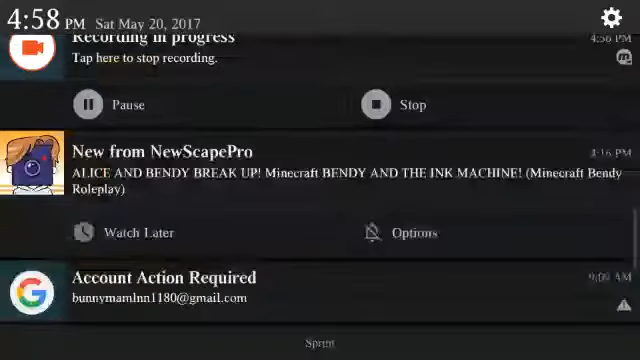 4:58 PM Sat May 20, 2017
Recording in progress 4:56 PM
Tap here to stop recording.
Pause Stop
New from NewScapePro 4:16 PM
ALICE AND BENDY BREAK UP! Minecraft BENDY AND THE INK MACHINE! (Minecraft Bendy
Roleplay)
Watch Later Options
Account Action Required 9:09 AM
bunnymamlnn1180@gmail.com
Sprint